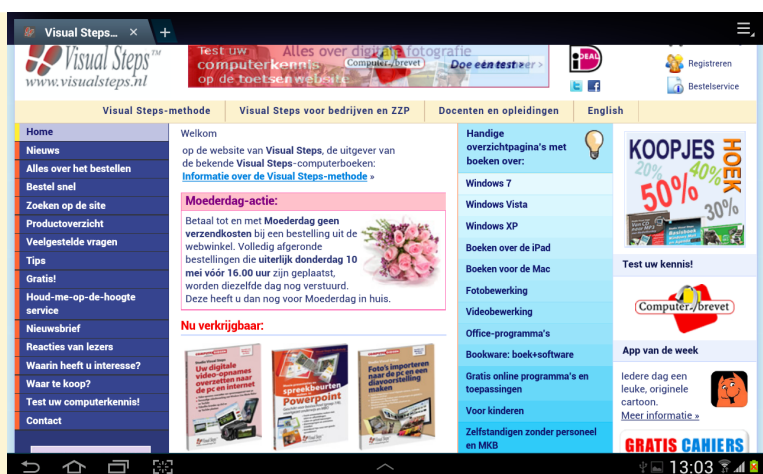 Visual Steps...
Visual Steps™
www.visualsteps.nl
Test uw
computerkennis
op de toetsenwebsite
Alles over digitale fotografie
Computer brevet
iDEAL
Registreren
Bestelservice
Visual Steps-methode
Visual Steps voor bedrijven en ZZP
Docenten en opleidingen
English
Home
Nieuws
Alles over het bestellen
Bestel snel
Zoeken op de site
Productoverzicht
Veelgestelde vragen
Tips
Gratis!
Houd-me-op-de-hoogte
service
Nieuwsbrief
Reacties van lezers
Waarin heeft u interesse?
Waar te koop?
Test uw computerkennis!
Contact
Welkom
op de website van Visual Steps, de uitgever van
de bekende Visual Steps-computerboeken:
Informatie over de Visual Steps-methode »
Moederdag-actie:
Betaal tot en met Moederdag geen
verzendkosten bij een bestelling uit de
webwinkel. Volledig afgeronde
bestellingen die uiterlijk donderdag 10
mei vóór 16.00 uur zijn geplaatst,
worden diezelfde dag nog verstuurd.
Deze heeft u dan nog voor Moederdag in huis.
Nu verkrijgbaar:
Uw digitale
video-opnames
overzetten naar
de pc en internet
spreekbeurten
Powerpoint
Foto's importeren
naar de pc en een
diavoorstelling
maken
Handige
overzichtpagina's met
boeken over:
Windows 7
Windows Vista
Windows XP
Boeken over de iPad
Boeken voor de Mac
Fotobewerking
Videobewerking
Office-programma's
Bookware: boek+software
Gratis online programma's en
toepassingen
Voor kinderen
Zelfstandigen zonder personeel
en MKB
KOOPJES
HOEK
20%
40%
50%
30%
Test uw kennis!
Computer brevet
App van de week
Iedere dag een
leuke, originele
cartoon.
Meer informatie »
GRATIS CAHIERS
13:03